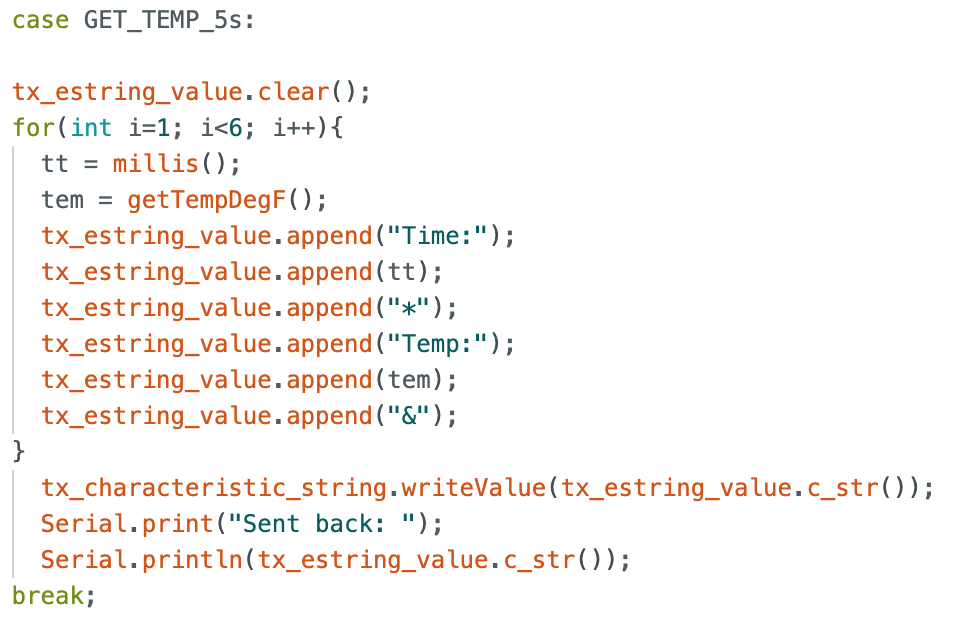 case GET_TEMP_5s:
tx_estring_value.clear();
for(int i=1; i<6; i++){
tt = millis();
tem = getTempDegF();
tx_estring_value.append("Time:");
tx_estring_value.append(tt);
tx_estring_value.append("*");
tx_estring_value.append("Temp:");
tx_estring_value.append(tem);
tx_estring_value.append("&");
}
tx_characteristic_string.writeValue(tx_estring_value.c_str());
Serial.print("Sent back: ");
Serial.println(tx_estring_value.c_str());
break;